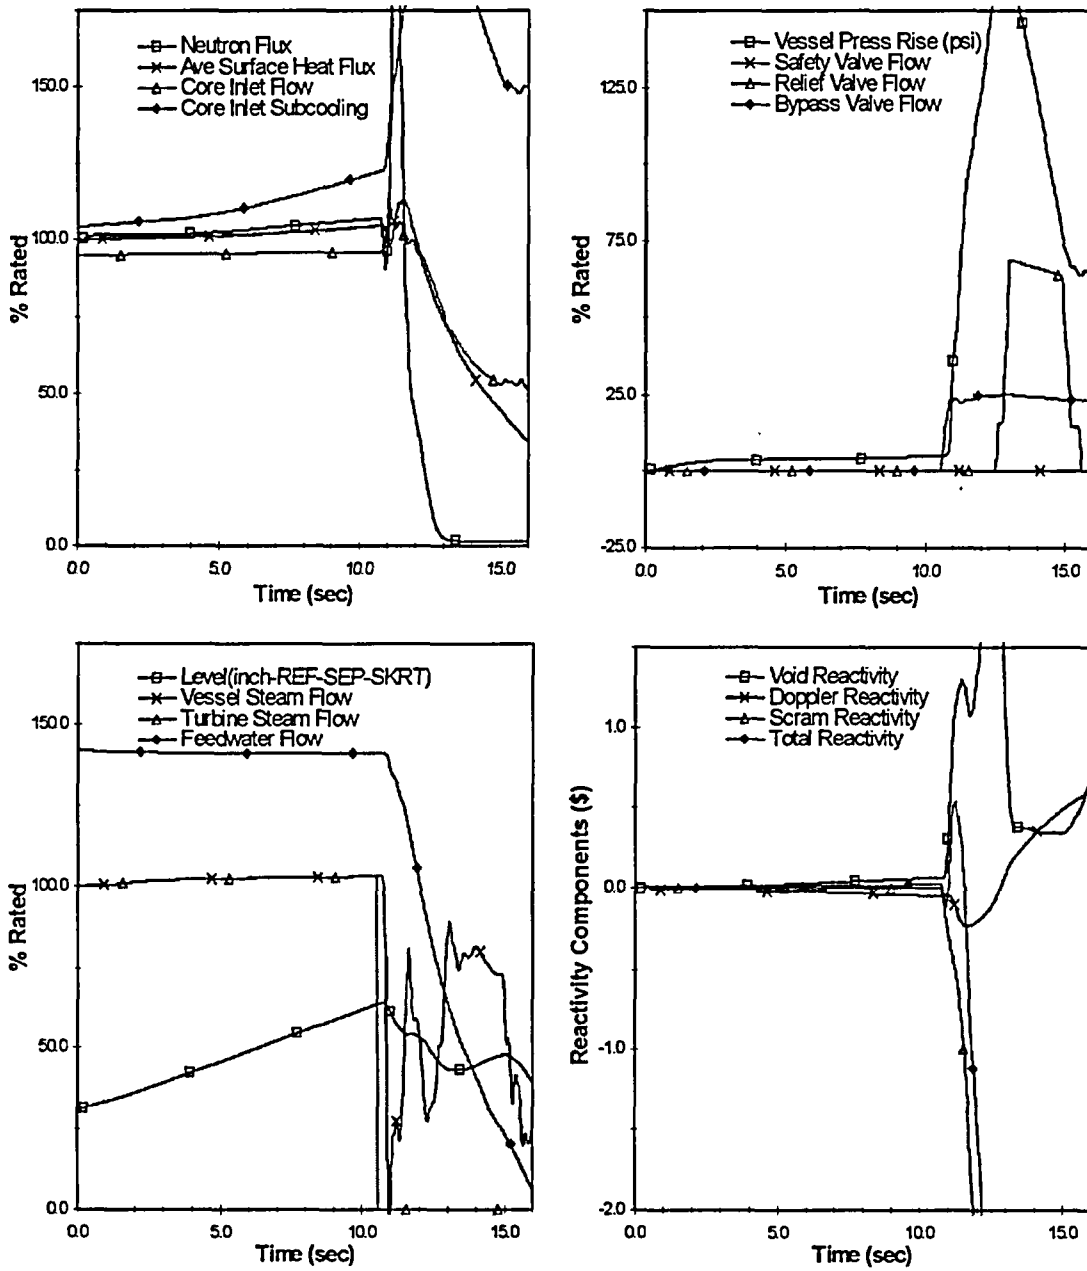 Neutron Flux
Ave Surface Heat Flux
Core Inlet Flow
Core Inlet Subcoding
150.0
100.0
50.0
0.0
% Rated
0.0 5.0 10.0 15.0
Time (sec)
Vessel Press Rise (psi)
Safety Valve Flow
Relief Valve Flow
Bypass Valve Flow
125.0
75.0
25.0
-25.0
% Rated
0.0 5.0 10.0 15.0
Time (sec)
Level(inch-REF-SEP-SKRT)
Vessel Steam Flow
Turbine Steam Flow
Feedwater Flow
150.0
100.0
50.0
0.0
% Rated
0.0 5.0 10.0 15.0
Time (sec)
Void Reactivity
Doppler Reactivity
Scram Reactivity
Total Reactivity
1.0
0.0
-1.0
-2.0
Reactivity Components ($)
0.0 5.0 10.0 15.0
Time (sec)